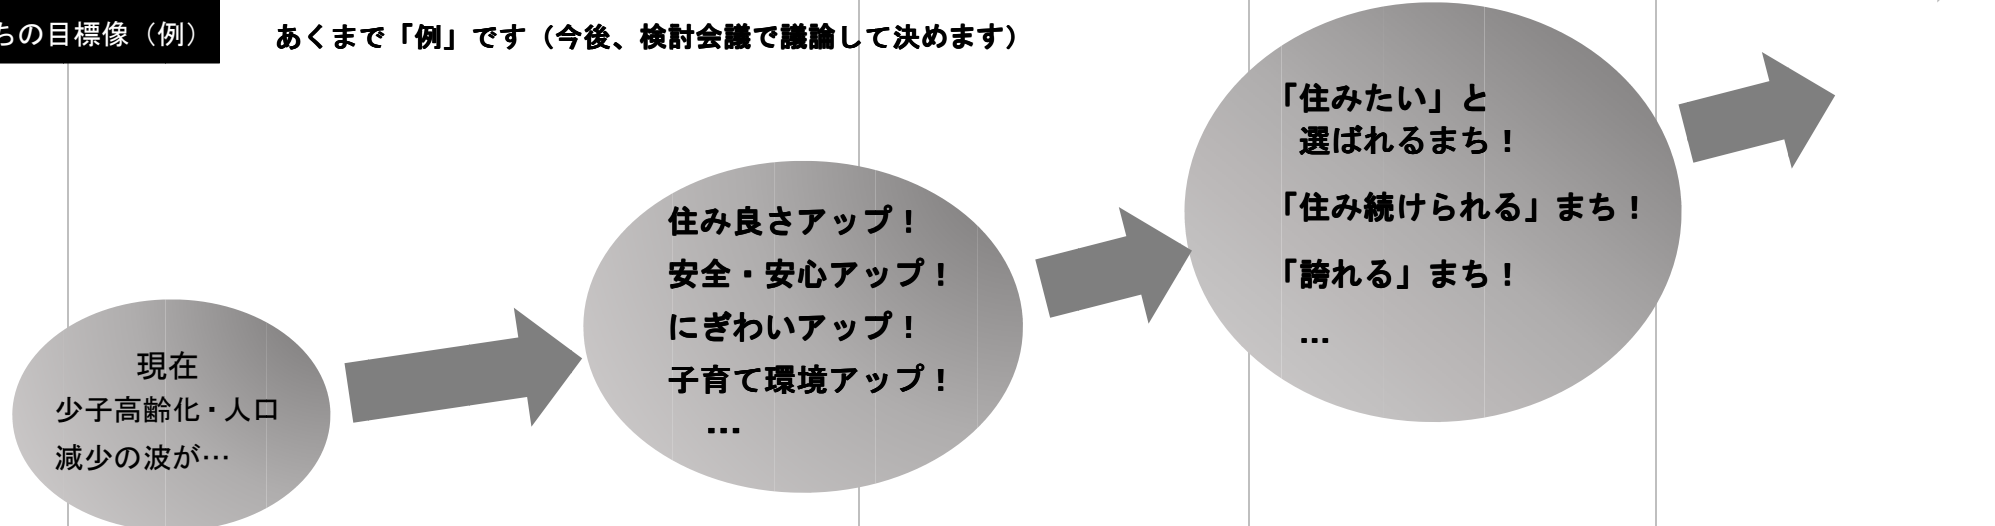 ちの目標像（例）
あくまで「例」です（今後、検討会議で議論して決めます）
現在
少子高齢化・人口
減少の波が…
住み良さアップ！
安全・安心アップ！
にぎわいアップ！
子育て環境アップ！
…
「住みたい」と
選ばれるまち！
「住み続けられる」まち！
「誇れる」まち！
…